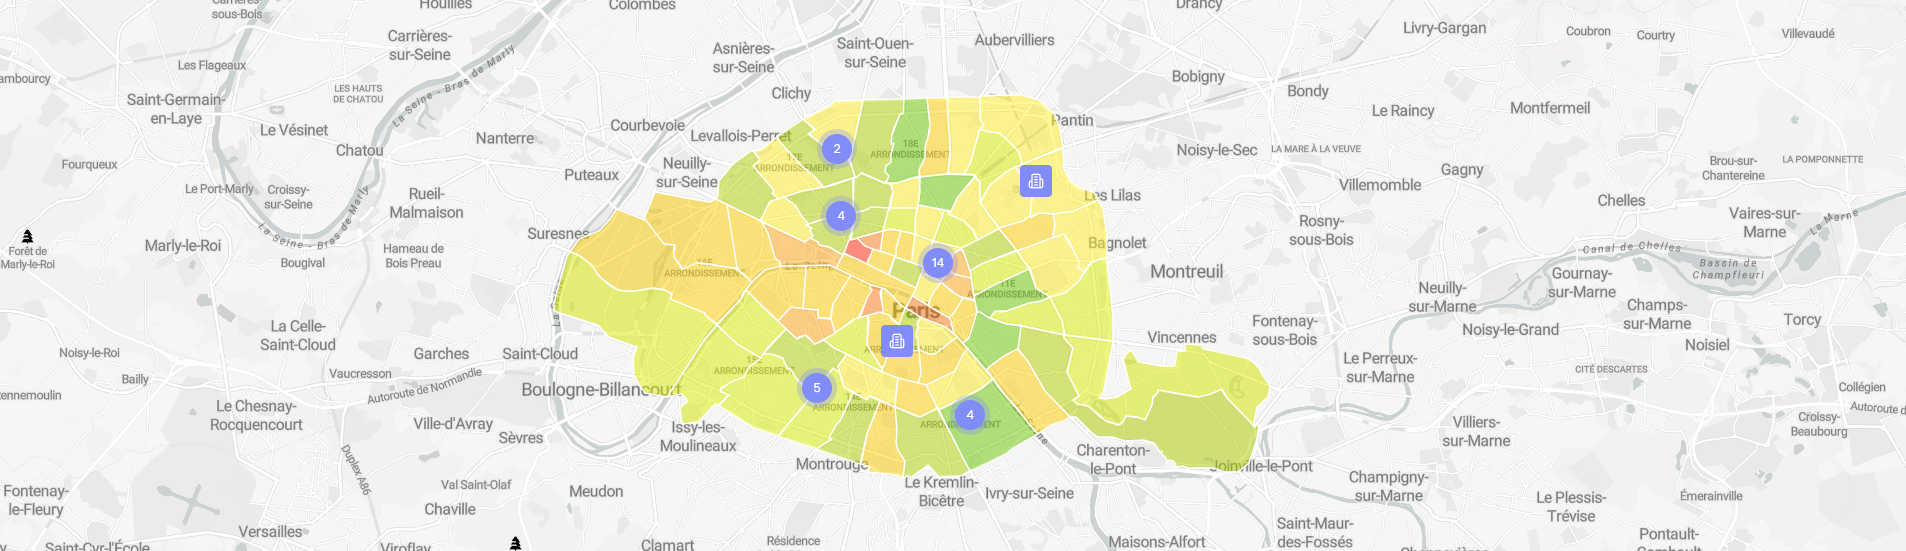 Carrières-
sous-Bois
Houilles
Colombes
Drancy
Livry-Gargan
Coubron
Courtry
Villevaudé
Carrières-
sur-Seine
Asnières-
sur-Seine
Saint-Ouen-
sur-Seine
Aubervilliers
Les Flageaux
Bobigny
ambourcy
LES HAUTS
DE CHATOU
La Seine - Bras de Marly
Clichy
Bondy
Saint-Germain-
en-Laye
Le Raincy
Montfermeil
Le Vésinet
Courbevoie
Levallois-Perret
Pantin
Nanterre
Chatou
2
18E
ARRONDISSEMENT
17E
ARRONDISSEMENT
Noisy-le-Sec
LA MARE À LA VEUVE
Fourqueux
Neuilly-
sur-Seine
Puteaux
Gagny
Brou-sur-
Chantereine
LA POMPONNETTE
Le Port-Marly
Croissy-
sur-Seine
Rueil-
Malmaison
Les Lilas
Villemomble
Chelles
4
La Seine - Bras de Marly
Suresnes
Rosny-
sous-Bois
Vaires-sur-
Marne
La Marne
Forêt de
Marly-le-Roi
Marly-le-Roi
Hameau de
Bois Preau
Bagnolet
Canal de Chelles
Bougival
14
16E
ARRONDISSEMENT
La Seine
Montreuil
Bassin de
Champfleuri
Gournay-
sur-Marne
11E
ARRONDISSEMENT
La Seine
Neuilly-
sur-Marne
Paris
Champs-
sur-Marne
Torcy
La Celle-
Saint-Cloud
Fontenay-
sous-Bois
Noisy-le-Grand
Vincennes
Noisiel
Noisy-le-Roi
Garches
Saint-Cloud
15E
ARRONDISSEMENT
Le Perreux-
sur-Marne
CITÉ DESCARTES
Bailly
Vaucresson
Autoroute de Normandie
Boulogne-Billancourt
5
Collégien
ennemoulin
Le Chesnay-
Rocquencourt
14E
ARRONDISSEMENT
4
ARRONDISSEMENT
La Seine
Autoroute d
Croissy-
Beaubourg
Ville-d'Avray
Sèvres
Issy-les-
Moulineaux
Villiers-
sur-Marne
Duplex A86
Montrouge
Charenton-
le-Pont
Joinville-le-Pont
Val Saint-Olaf
Meudon
Le Kremlin-
Bicêtre
Ivry-sur-Seine
Champigny-
sur-Marne
Fontenay-
le-Fleury
Chaville
Le Plessis-
Trévise
Émerainville
Versailles
Saint-Maur-
des-Fossés
Pontault-
Combault
Saint-Cyr-l'École
Viroflay
Clamart
Résidence
Maisons-Alfort
Chennevières